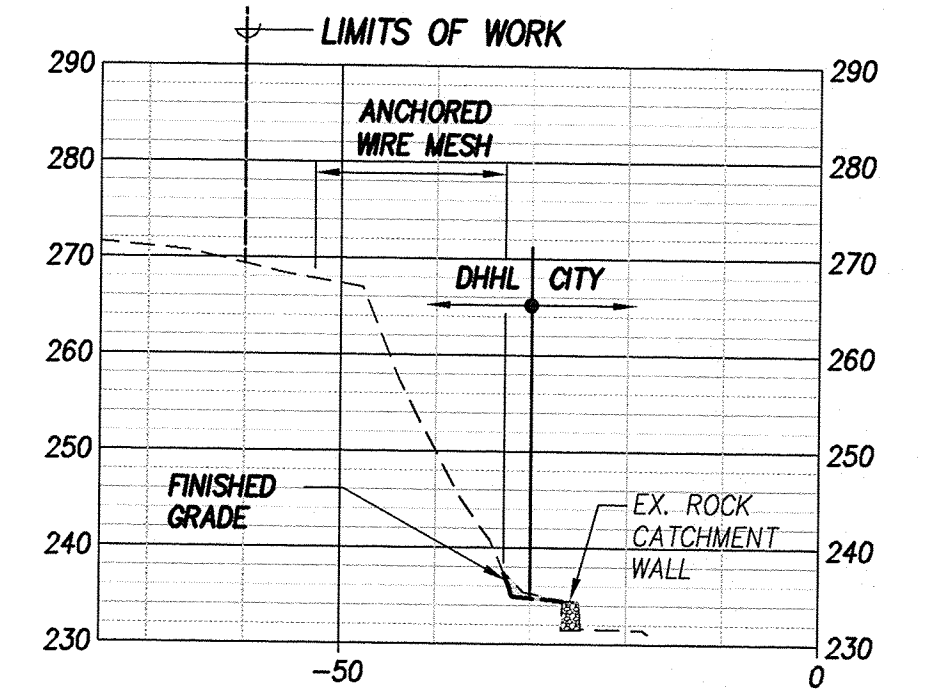 LIMITS OF WORK
290
290
ANCHORED
WIRE MESH
280
280
270
270
DHHL CITY
260
260
250
250
FINISHED
GRADE
EX. ROCK
CATCHMENT
WALL
240
240
230
230
-50
0